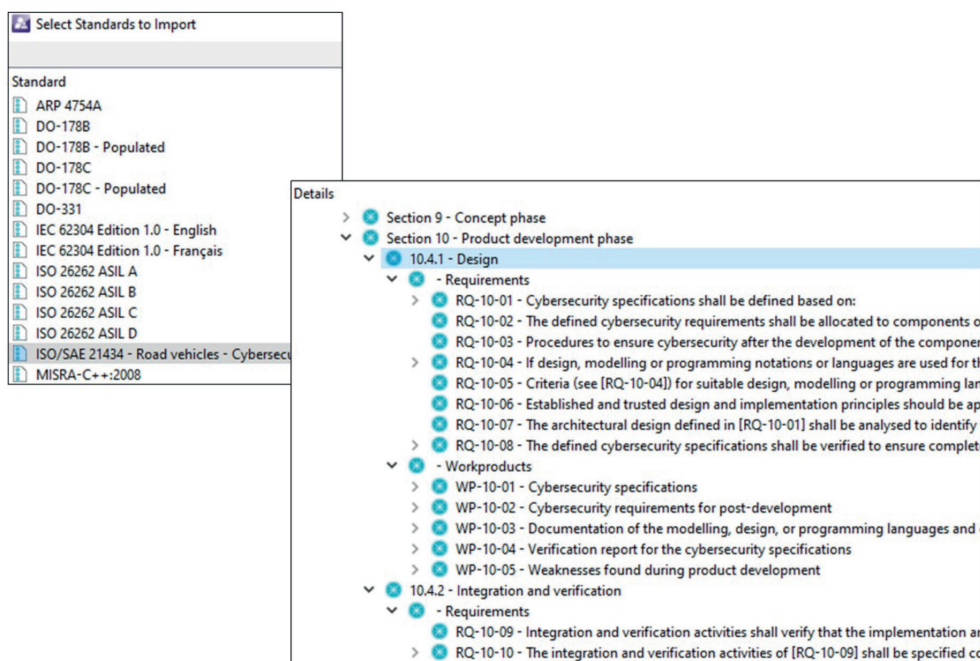 Select Standards to Import
Standard
ARP 4754A
DO-178B
DO-178B - Populated
DO-178C
DO-178C - Populated
DO-331
IEC 62304 Edition 1.0 - English
IEC 62304 Edition 1.0 - Français
ISO 26262 ASIL A
ISO 26262 ASIL B
ISO 26262 ASIL C
ISO 26262 ASIL D
ISO/SAE 21434 - Road vehicles - Cybersecu
MISRA-C++:2008
Details
Section 9 - Concept phase
Section 10 - Product development phase
10.4.1 - Design
- Requirements
RQ-10-01 - Cybersecurity specifications shall be defined based on:
RQ-10-02 - The defined cybersecurity requirements shall be allocated to components o
RQ-10-03 - Procedures to ensure cybersecurity after the development of the componen
RQ-10-04 - If design, modelling or programming notations or languages are used for th
RQ-10-05 - Criteria (see [RQ-10-04]) for suitable design, modelling or programming lan
RQ-10-06 - Established and trusted design and implementation principles should be ap
RQ-10-07 - The architectural design defined in [RQ-10-01] shall be analysed to identify
RQ-10-08 - The defined cybersecurity specifications shall be verified to ensure complet
- Workproducts
WP-10-01 - Cybersecurity specifications
WP-10-02 - Cybersecurity requirements for post-development
WP-10-03 - Documentation of the modelling, design, or programming languages and
WP-10-04 - Verification report for the cybersecurity specifications
WP-10-05 - Weaknesses found during product development
10.4.2 - Integration and verification
- Requirements
RQ-10-09 - Integration and verification activities shall verify that the implementation an
RQ-10-10 - The integration and verification activities of [RQ-10-09] shall be specified co